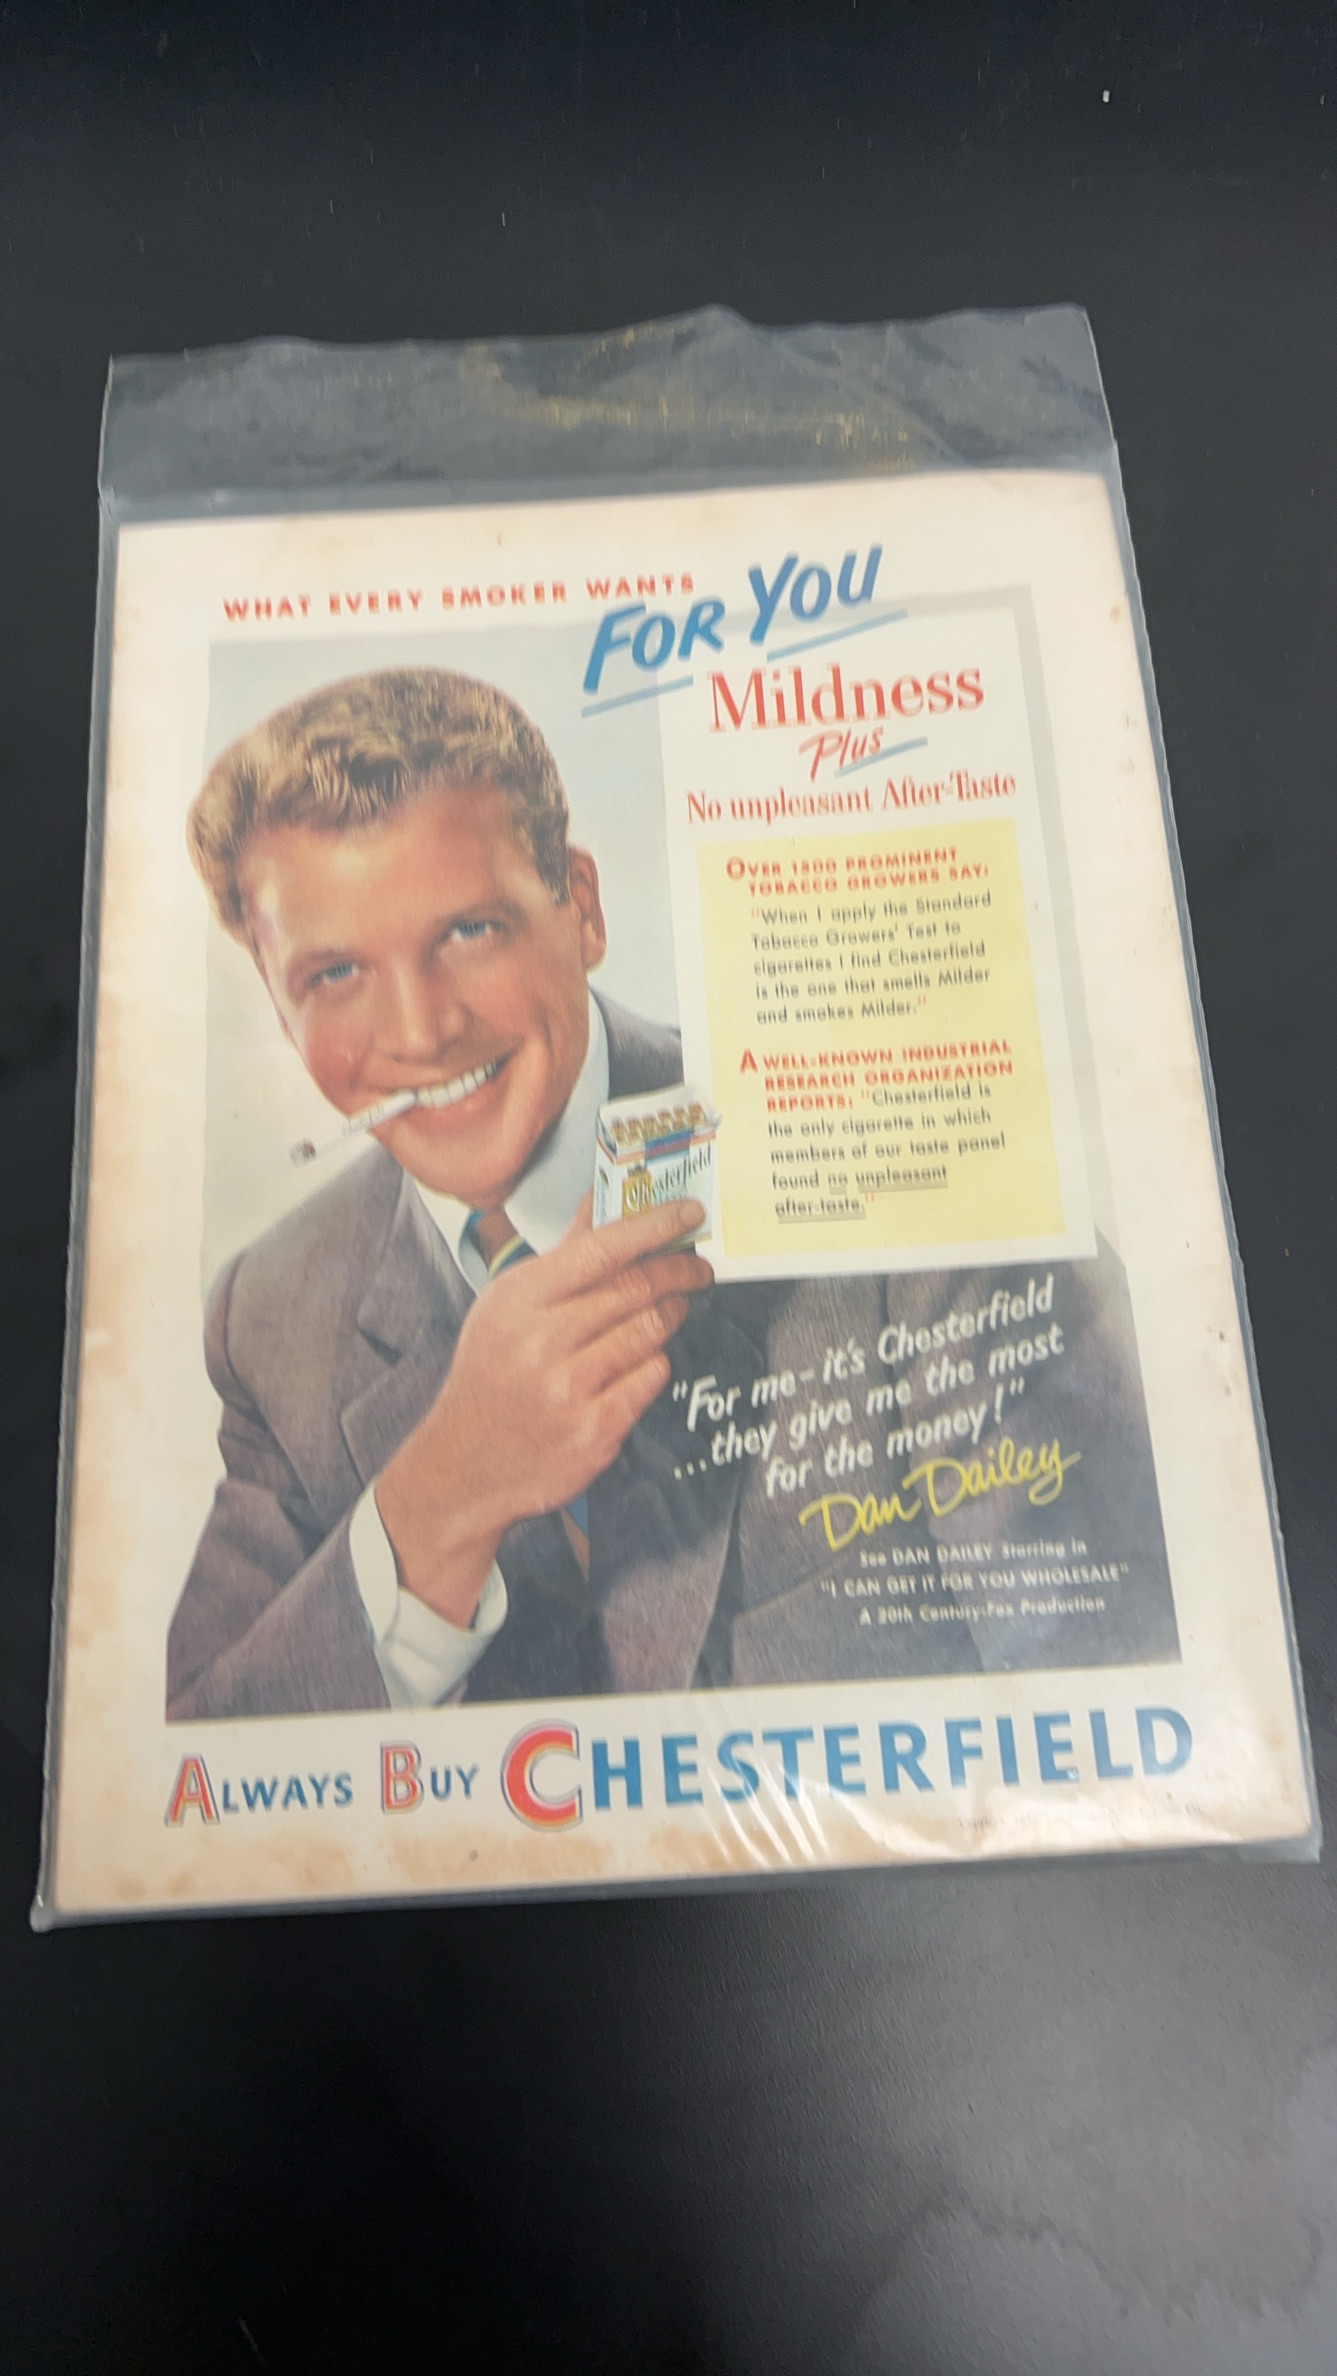 WHAT EVERY SMOKER WANTS
FOR YOU
Mildness
Plus
No unpleasant After-Taste
OVER 1500 PROMINENT
TOBACCO GROWERS SAY:
"When I apply the Standard
Tobacco Growers' Test to
cigarettes I find Chesterfield
is the one that smells Milder
and smokes Milder."
A WELL-KNOWN INDUSTRIAL
RESEARCH ORGANIZATION
REPORTS: "Chesterfield is
the only cigarette in which
members of our taste panel
found no unpleasant
after-taste."
Chesterfield
"For me-it's Chesterfield
...they give me the most
for the money!"
Dan Dailey
See DAN DAILEY Starring in
"I CAN GET IT FOR YOU WHOLESALE"
A 20th Century-Fox Production
ALWAYS BUY CHESTERFIELD